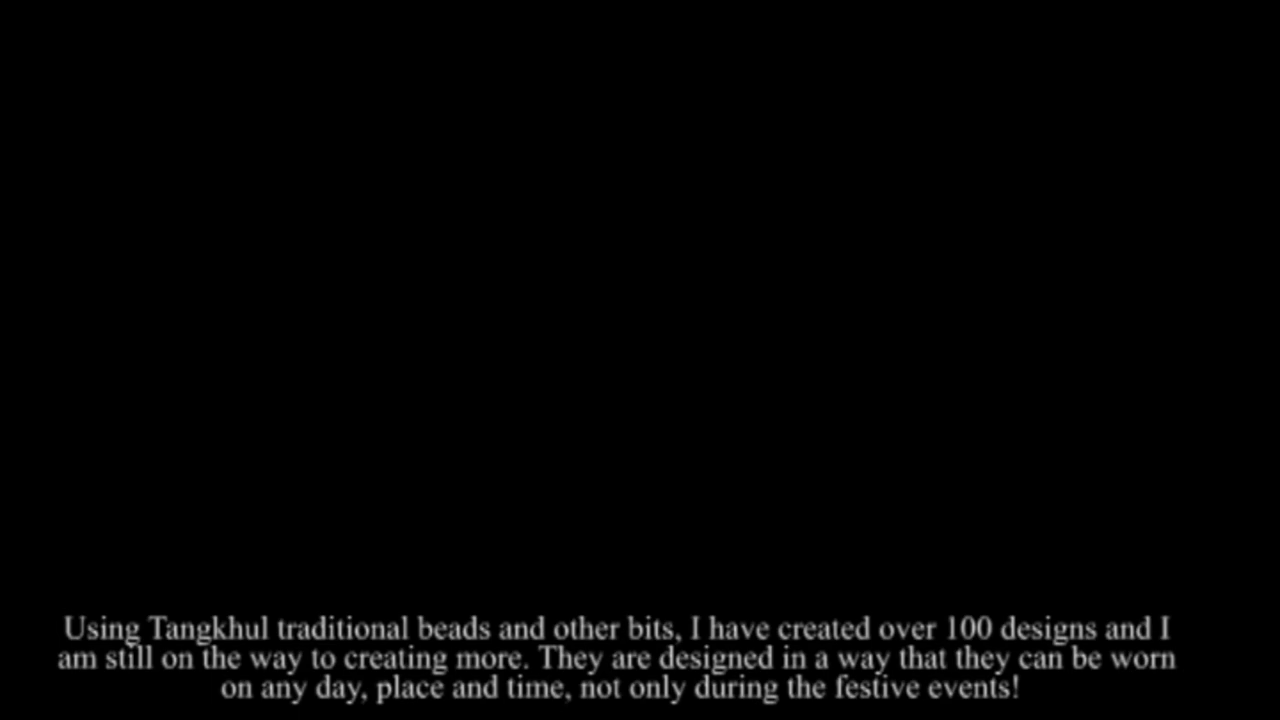 Using Tangkhul traditional beads and other bits, I have created over 100 designs and I
am still on the way to creating more. They are designed in a way that they can be worn
on any day, place and time, not only during the festive events!